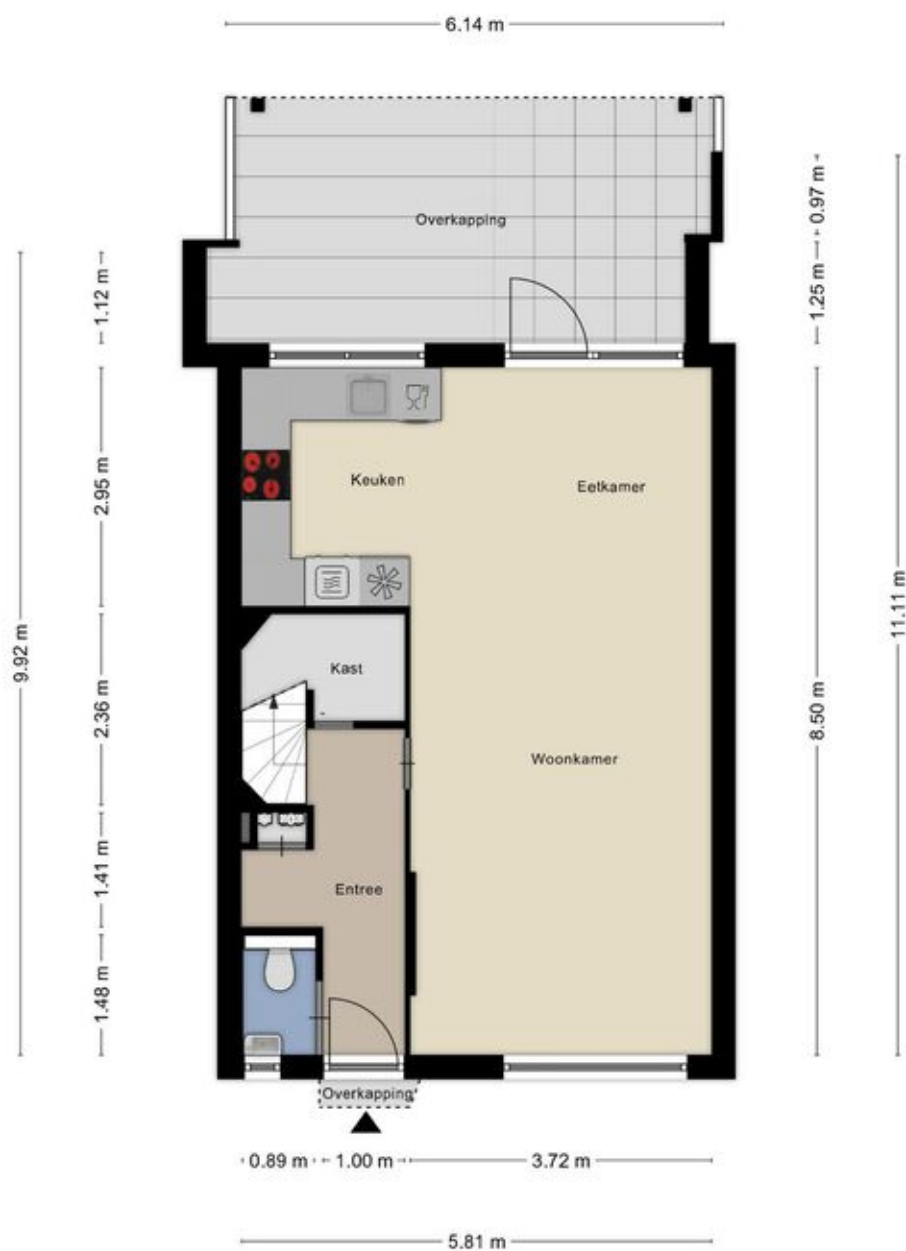 6.14 m
0.97 m
Overkapping
1.12 m
1.25 m
2.95 m
Keuken
Eetkamer
11.11 m
9.92 m
Kast
2.36 m
8.50 m
Woonkamer
1.41 m
Entree
1.48 m
Overkapping
0.89 m
1.00 m
3.72 m
5.81 m